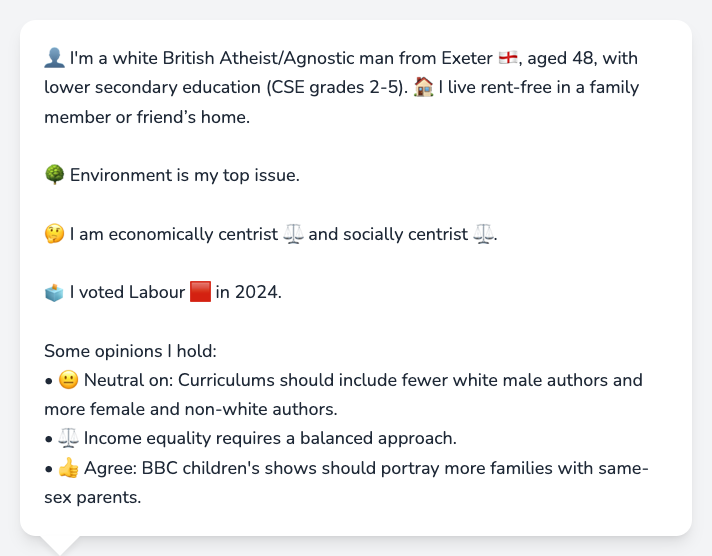 👤 I'm a white British Atheist/Agnostic man from Exeter 🏴󠁧󠁢󠁥󠁮󠁧󠁿, aged 48, with
lower secondary education (CSE grades 2-5). 🏠 I live rent-free in a family
member or friend’s home.
🌳 Environment is my top issue.
🤔 I am economically centrist ⚖️ and socially centrist ⚖️.
🗳️ I voted Labour 🟥 in 2024.
Some opinions I hold:
• 😐 Neutral on: Curriculums should include fewer white male authors and
more female and non-white authors.
• ⚖️ Income equality requires a balanced approach.
• 👍 Agree: BBC children's shows should portray more families with same-
sex parents.